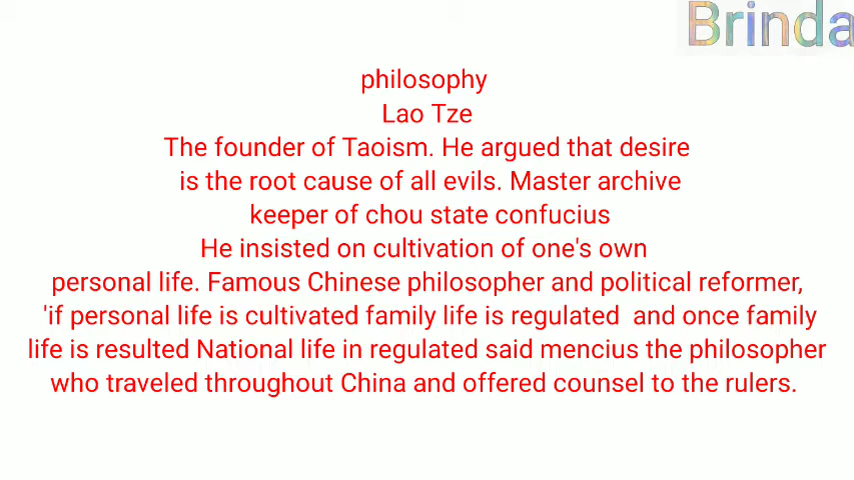 Brinda
philosophy
Lao Tze
The founder of Taoism. He argued that desire
is the root cause of all evils. Master archive
keeper of chou state confucius
He insisted on cultivation of one's own
personal life. Famous Chinese philosopher and political reformer,
'if personal life is cultivated family life is regulated  and once family
life is resulted National life in regulated said mencius the philosopher
who traveled throughout China and offered counsel to the rulers.